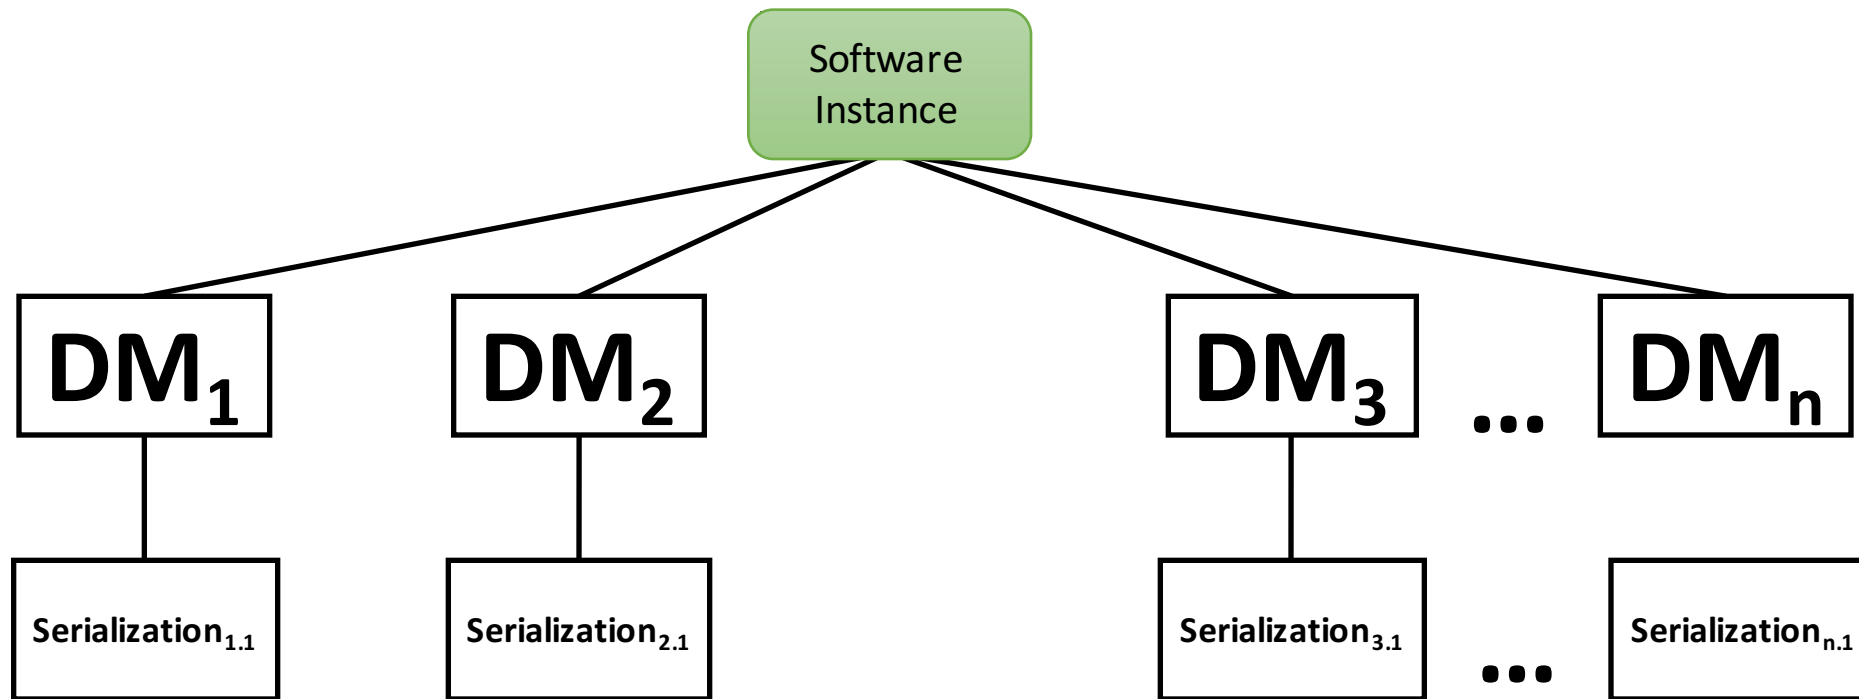 Software
Instance
DM₁ DM₂ DM₃ ... DMₙ
Serialization₁.₁ Serialization₂.₁ Serialization₃.₁ ... Serializationₙ.₁